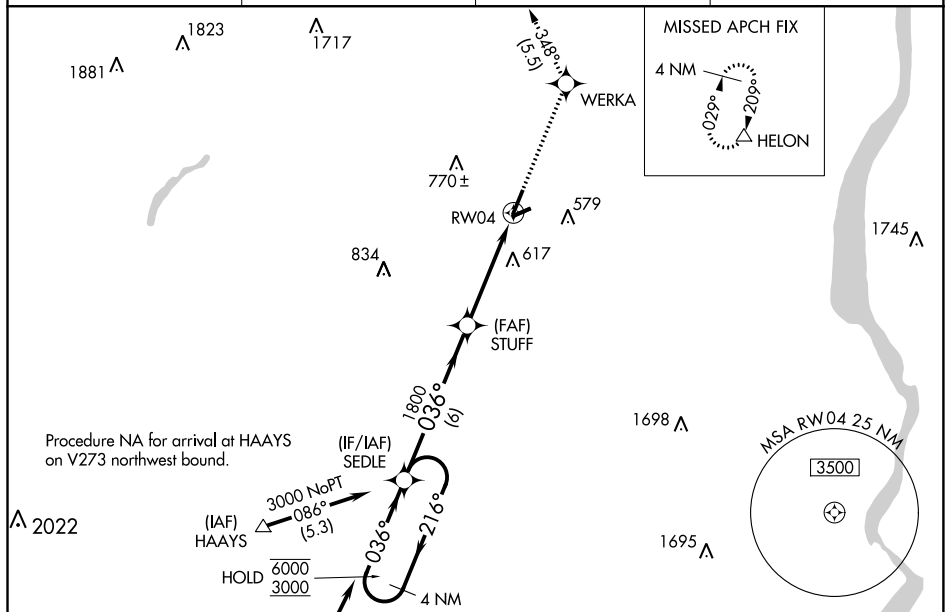 1823
1717
1881
348°
(5.5)
WERKA
MISSED APCH FIX
4 NM
029°
209°
HELON
770 ±
RW04
579
1745
834
617
(FAF)
STUFF
1800
036°
(6)
1698
MSA RW04 25 NM
3500
Procedure NA for arrival at HAAYS
on V273 northwest bound.
(IF/IAF)
SEDLE
3000 NoPT
086°
(5.3)
2022
(IAF)
HAAYS
036°
216°
1695
HOLD
6000
3000
4 NM